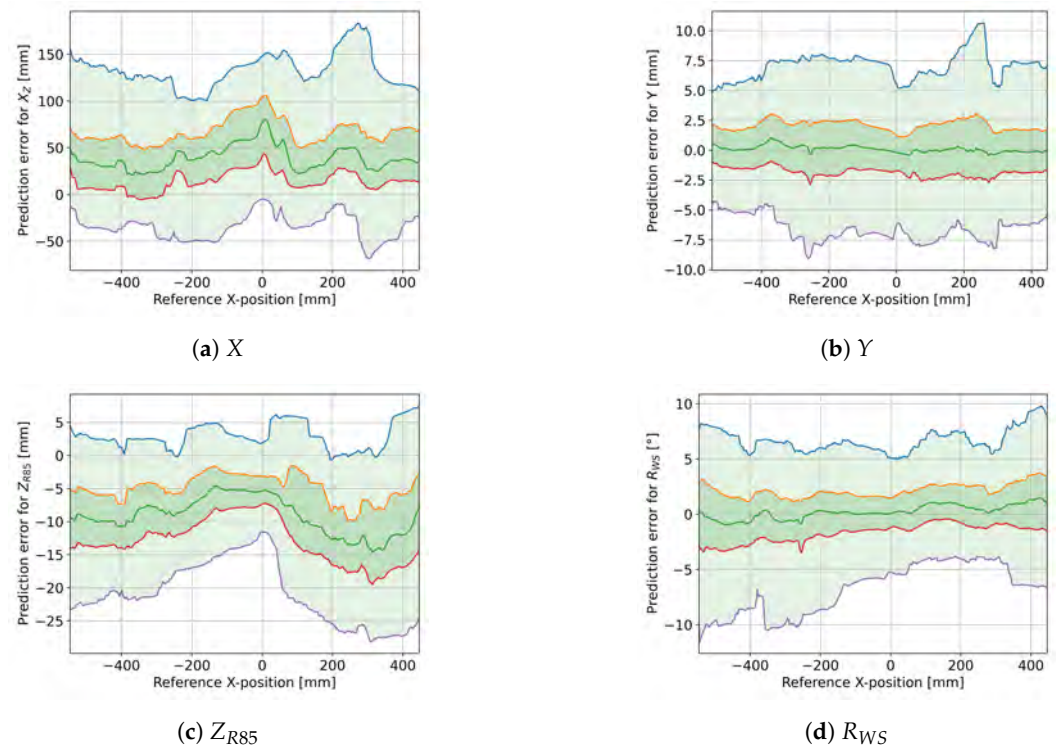 150
100
50
0
−50
−400 −200 0 200 400
Prediction error for X_Z [mm]
Reference X-position [mm]
(a) X
10.0
7.5
5.0
2.5
0.0
−2.5
−5.0
−7.5
−10.0
−400 −200 0 200 400
Prediction error for Y [mm]
Reference X-position [mm]
(b) Y
5
0
−5
−10
−15
−20
−25
−400 −200 0 200 400
Prediction error for Z_R85 [mm]
Reference X-position [mm]
(c) Z_R85
10
5
0
−5
−10
−400 −200 0 200 400
Prediction error for R_WS [°]
Reference X-position [mm]
(d) R_WS